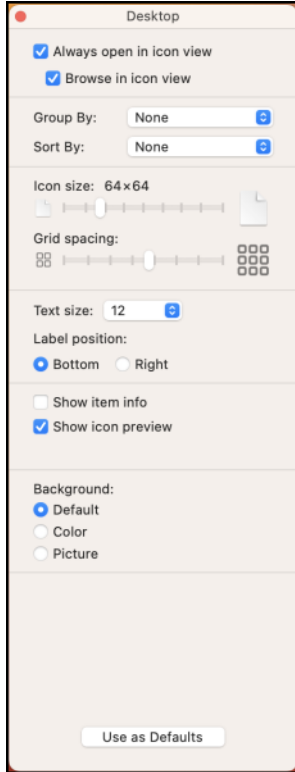 Desktop
Always open in icon view
Browse in icon view
Group By: None
Sort By: None
Icon size: 64×64
Grid spacing:
Text size: 12
Label position:
Bottom Right
Show item info
Show icon preview
Background:
Default
Color
Picture
Use as Defaults